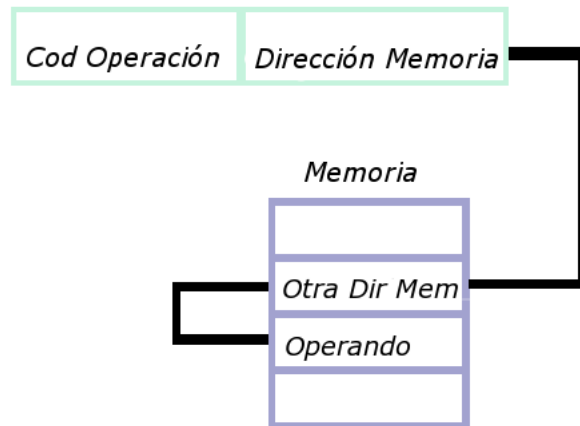 Cod Operación Dirección Memoria
Memoria
Otra Dir Mem
Operando